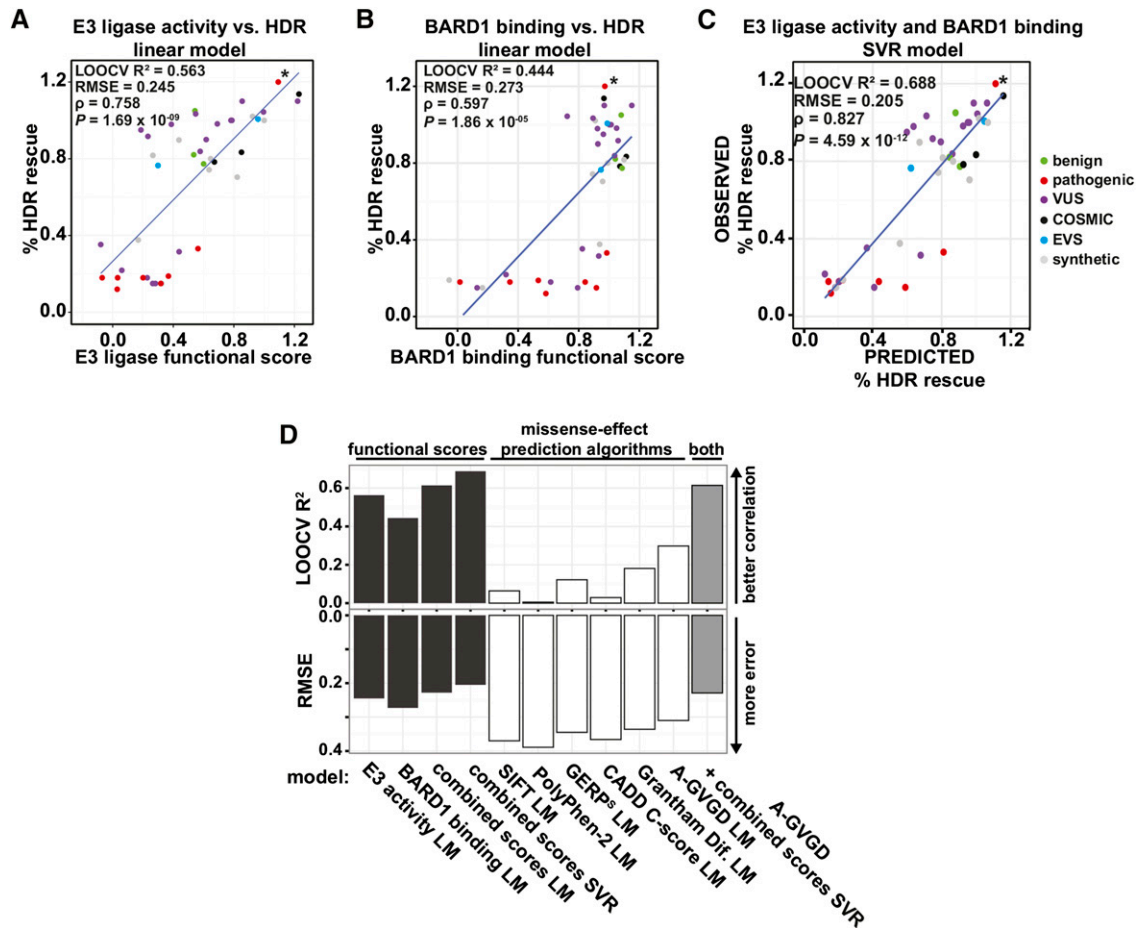 A
E3 ligase activity vs. HDR
linear model
LOOCV R² = 0.563
RMSE = 0.245
ρ = 0.758
P = 1.69 x 10-09
*
% HDR rescue
1.2
0.8
0.4
0.0
0.0 0.4 0.8 1.2
E3 ligase functional score
B
BARD1 binding vs. HDR
linear model
LOOCV R² = 0.444
RMSE = 0.273
ρ = 0.597
P = 1.86 x 10-05
*
% HDR rescue
1.2
0.8
0.4
0.0
0.0 0.4 0.8 1.2
BARD1 binding functional score
C
E3 ligase activity and BARD1 binding
SVR model
LOOCV R² = 0.688
RMSE = 0.205
ρ = 0.827
P = 4.59 x 10-12
*
OBSERVED
% HDR rescue
1.2
0.8
0.4
0.0
0.0 0.4 0.8 1.2
PREDICTED
% HDR rescue
benign
pathogenic
VUS
COSMIC
EVS
synthetic
D
missense-effect
functional scores prediction algorithms both
LOOCV R²
0.6
0.4
0.2
0.0
better correlation
RMSE
0.0
0.2
0.4
more error
model:
E3 activity LM
BARD1 binding LM
combined scores LM
combined scores SVR
SIFT LM
PolyPhen-2 LM
GERPˢ LM
CADD C-score LM
Grantham Dif. LM
A-GVGD LM
A-GVGD
+ combined scores SVR